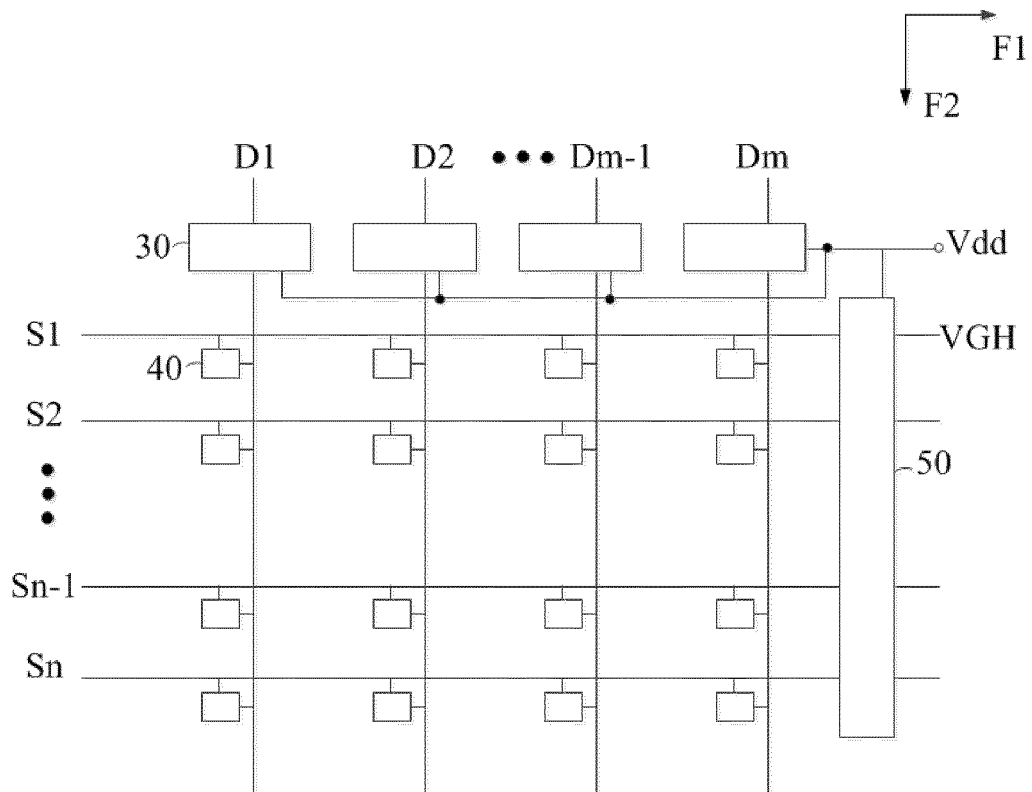 F1
F2
D1 D2 ••• Dm-1 Dm
30
Vdd
S1
VGH
40
S2
50
Sn-1
Sn